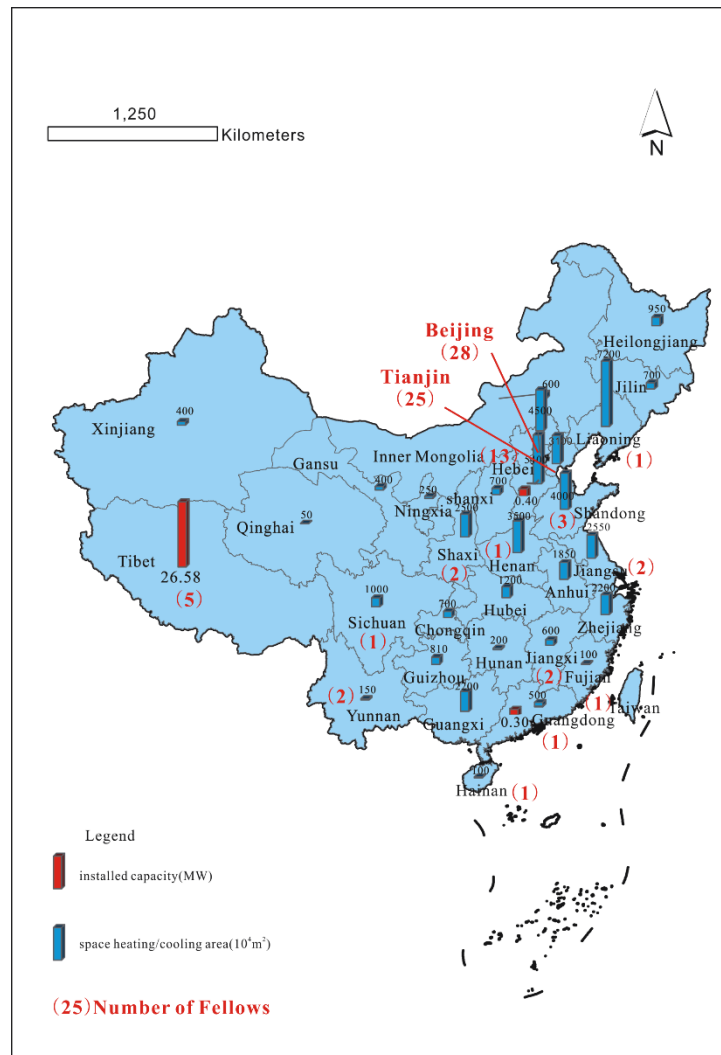 1,250
Kilometers
N
950
Heilongjiang
7200
700
Jilin
Beijing
(28)
Tianjin
(25)
600
4500
Liaoning
(1)
400
Xinjiang
Gansu
Inner Mongolia
(13)
Hebei
400
250
700
shanxi
0.40
4000
Shandong
(3)
Ningxia
2500
Shaxi
(2)
3500
(1)
Henan
2550
Jiangsu
(2)
50
Qinghai
Tibet
26.58
(5)
1850
Anhui
1200
Hubei
2200
Zhejiang
1000
Sichuan
(1)
700
Chongqin
810
Guizhou
200
Hunan
600
Jiangxi
(2)
100
Fujian
(1)
Taiwan
(2)
150
Yunnan
2700
Guangxi
0.30
500
Guangdong
(1)
100
Hainan
(1)
Legend
installed capacity(MW)
space heating/cooling area(10⁴m²)
(25)Number of Fellows